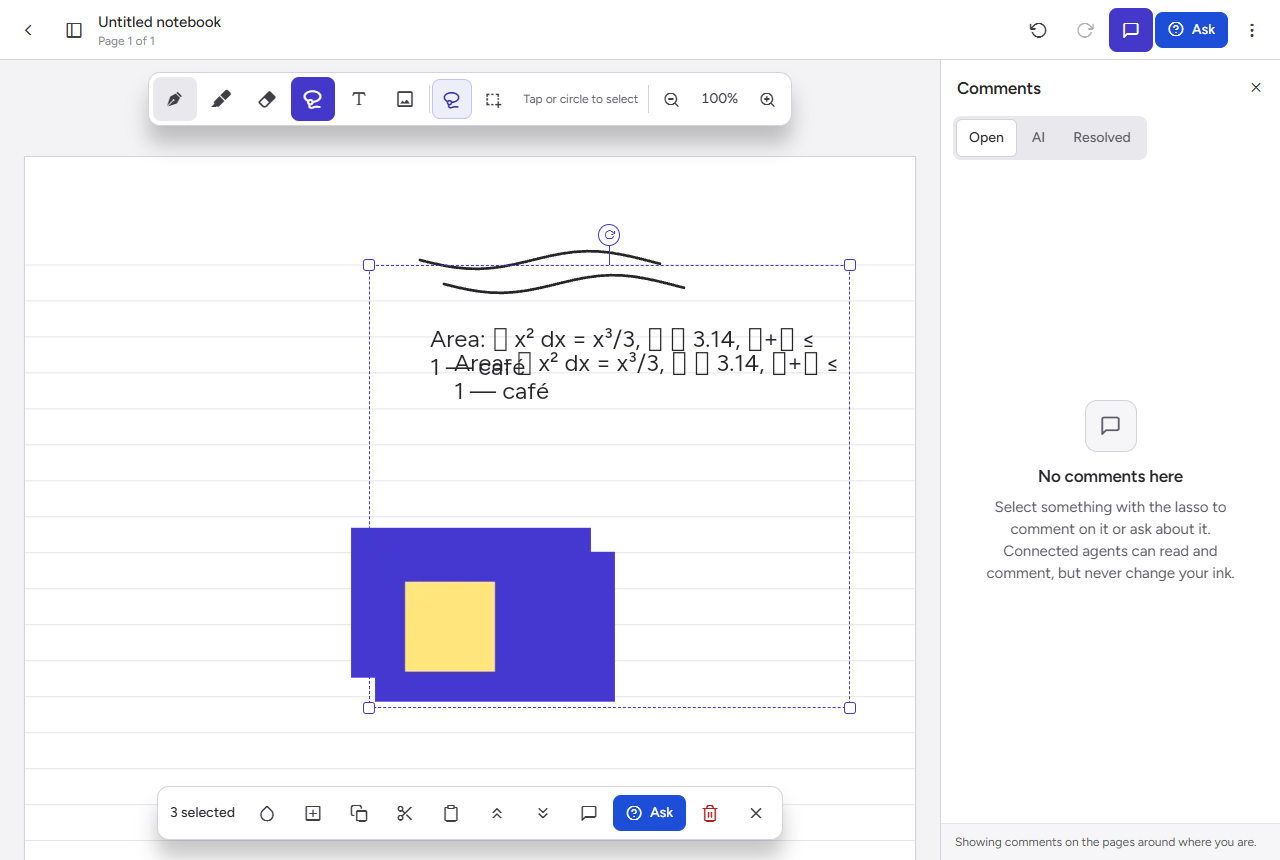 Untitled notebook
Page 1 of 1
Ask
Tap or circle to select
100%
Comments
Open AI Resolved
Area: x² dx = x³/3, 3.14, + ≤
1 — café
Area: x² dx = x³/3, 3.14, + ≤
1 — café
No comments here
Select something with the lasso to
comment on it or ask about it.
Connected agents can read and
comment, but never change your ink.
3 selected
Ask
Showing comments on the pages around where you are.